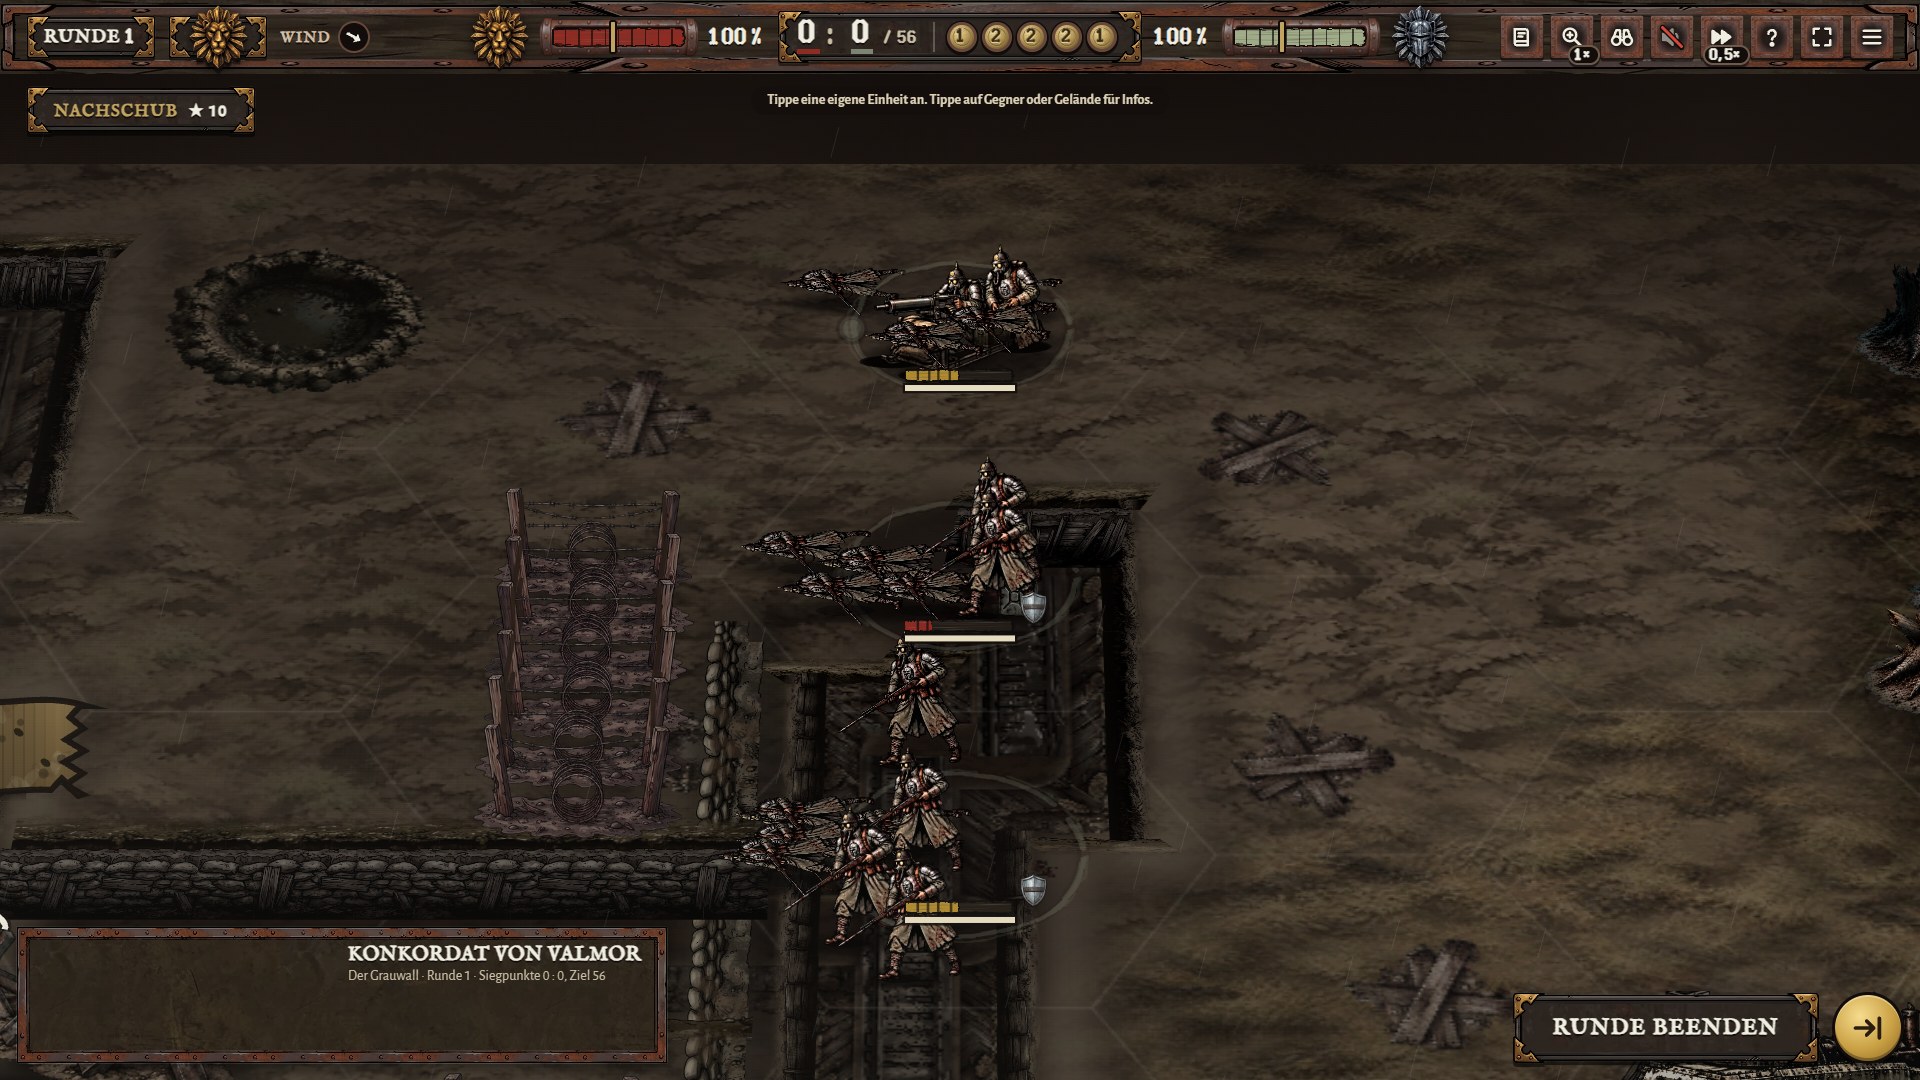 RUNDE 1
WIND
100%
0 : 0 / 56
1 2 2 2 1
100%
1×
0,5×
?
NACHSCHUB ★ 10
Tippe eine eigene Einheit an. Tippe auf Gegner oder Gelände für Infos.
KONKORDAT VON VALMOR
Der Grauwall · Runde 1 · Siegpunkte 0 : 0, Ziel 56
RUNDE BEENDEN